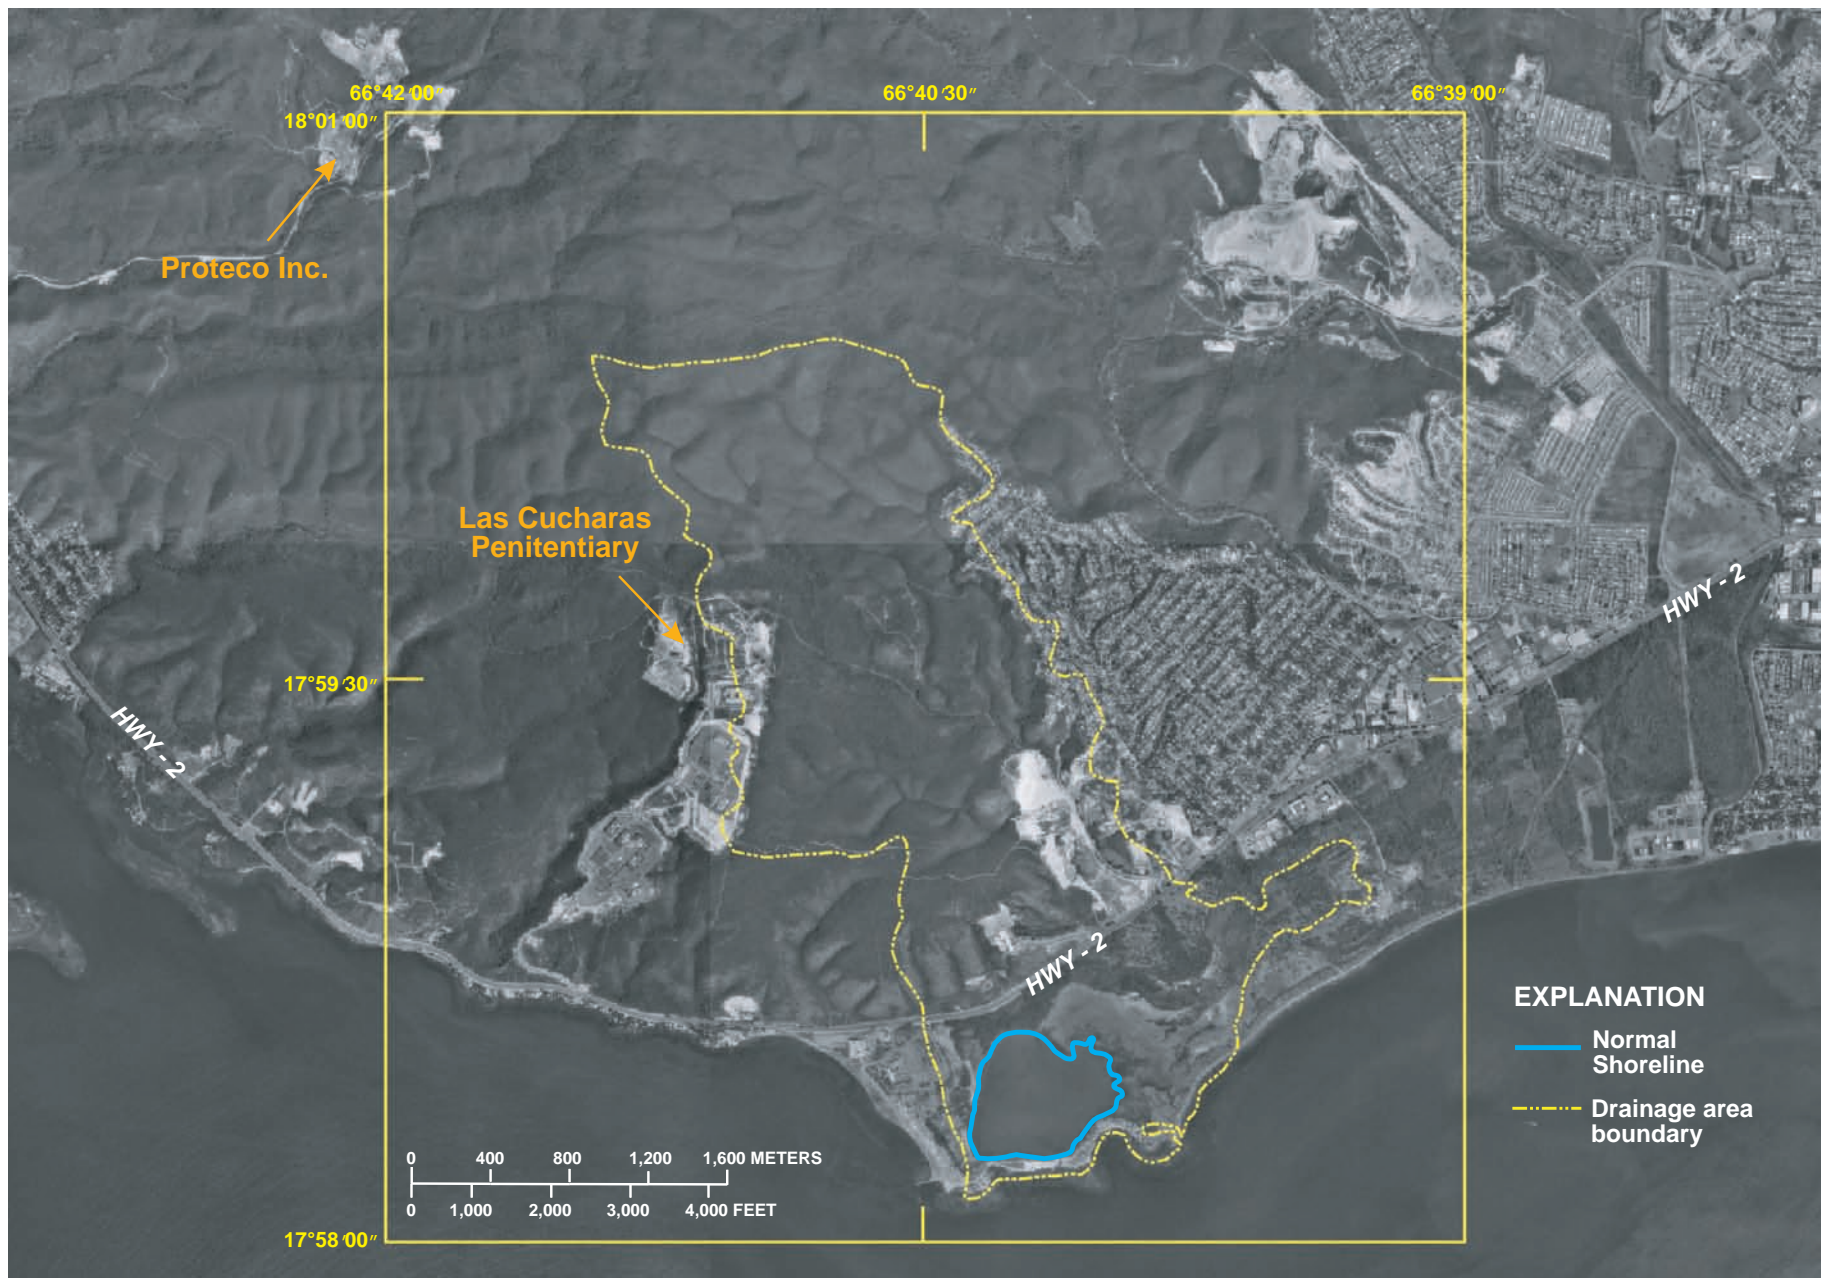 66°42′00″
66°40′30″
66°39′00″
18°01′00″
Proteco Inc.
Las Cucharas
Penitentiary
HWY - 2
17°59′30″
HWY - 2
HWY - 2
EXPLANATION
Normal
Shoreline
Drainage area
boundary
0 400 800 1,200 1,600 METERS
0 1,000 2,000 3,000 4,000 FEET
17°58′00″